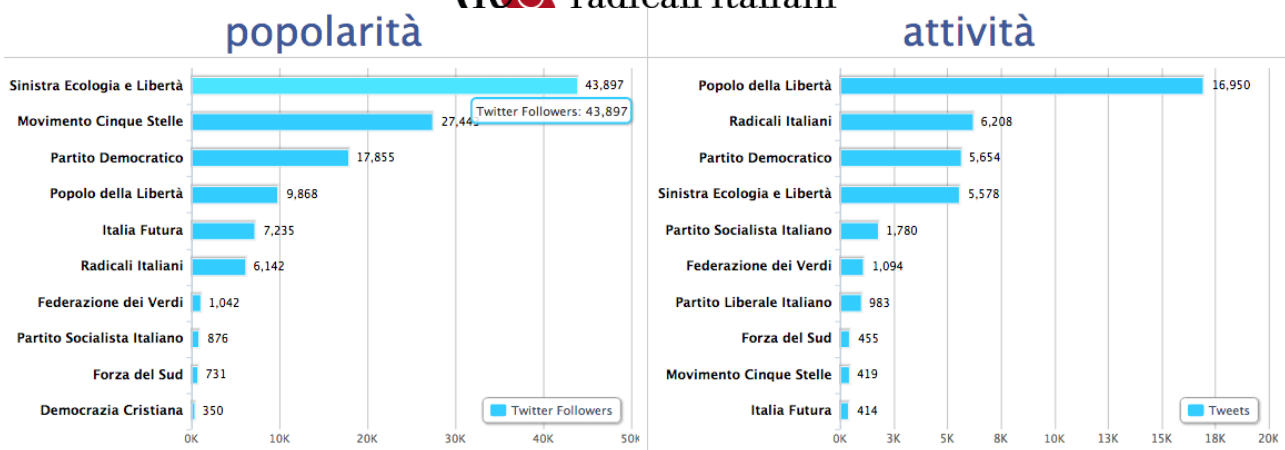 radicali italiani
popolarità
Sinistra Ecologia e Libertà 43,897
Twitter Followers: 43,897
Movimento Cinque Stelle
Partito Democratico 17,855
Popolo della Libertà 9,868
Italia Futura 7,235
Radicali Italiani 6,142
Federazione dei Verdi 1,042
Partito Socialista Italiano 876
Forza del Sud 731
Democrazia Cristiana 350
Twitter Followers
0K 10K 20K 30K 40K 50K
attività
Popolo della Libertà 16,950
Radicali Italiani 6,208
Partito Democratico 5,654
Sinistra Ecologia e Libertà 5,578
Partito Socialista Italiano 1,780
Federazione dei Verdi 1,094
Partito Liberale Italiano 983
Forza del Sud 455
Movimento Cinque Stelle 419
Italia Futura 414
Tweets
0K 3K 5K 8K 10K 13K 15K 18K 20K